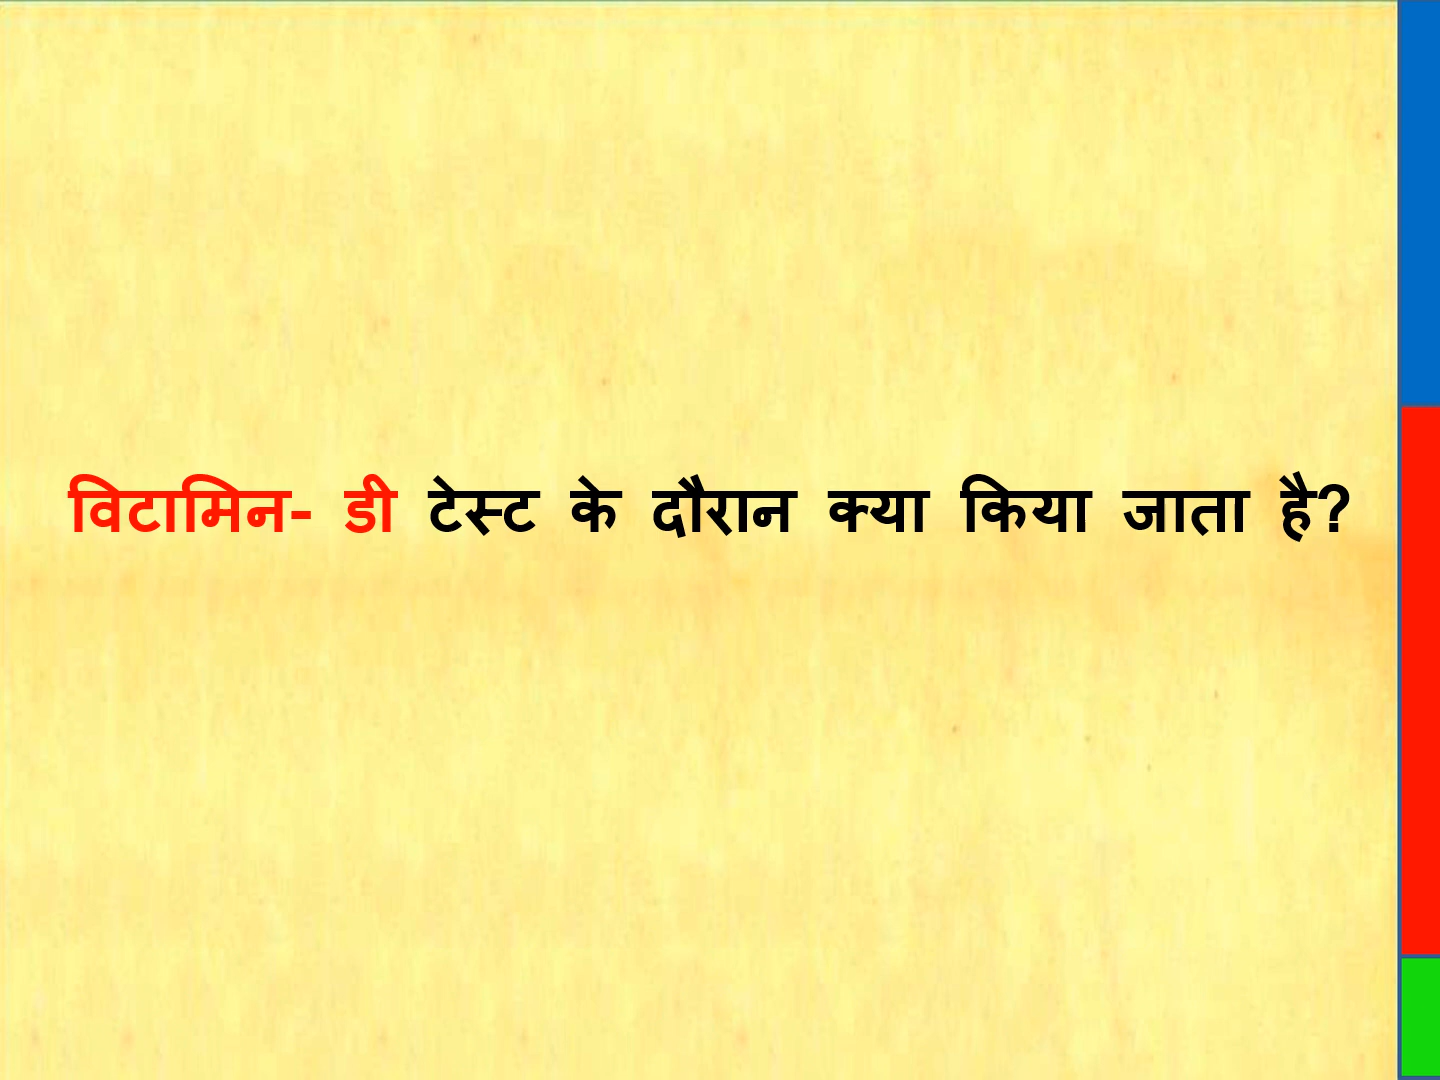 विटामिन- डी टेस्ट के दौरान क्या किया जाता है?